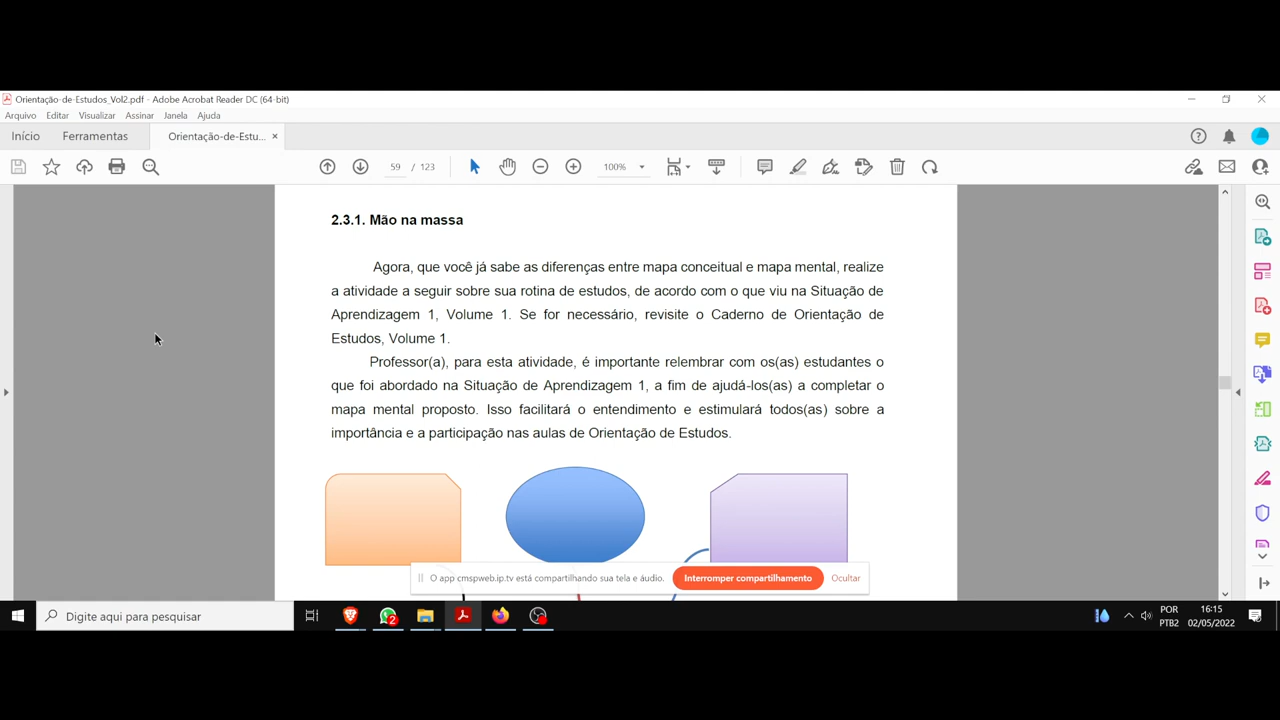 Orientação-de-Estudos_Vol2.pdf - Adobe Acrobat Reader DC (64-bit)
Arquivo Editar Visualizar Assinar Janela Ajuda
Início Ferramentas Orientação-de-Estu... ×
59 / 123 100%
2.3.1. Mão na massa
Agora, que você já sabe as diferenças entre mapa conceitual e mapa mental, realize
a atividade a seguir sobre sua rotina de estudos, de acordo com o que viu na Situação de
Aprendizagem 1, Volume 1. Se for necessário, revisite o Caderno de Orientação de
Estudos, Volume 1.
Professor(a), para esta atividade, é importante relembrar com os(as) estudantes o
que foi abordado na Situação de Aprendizagem 1, a fim de ajudá-los(as) a completar o
mapa mental proposto. Isso facilitará o entendimento e estimulará todos(as) sobre a
importância e a participação nas aulas de Orientação de Estudos.
O app cmspweb.ip.tv está compartilhando sua tela e áudio. Interromper compartilhamento Ocultar
Digite aqui para pesquisar
2
POR 16:15
PTB2 02/05/2022